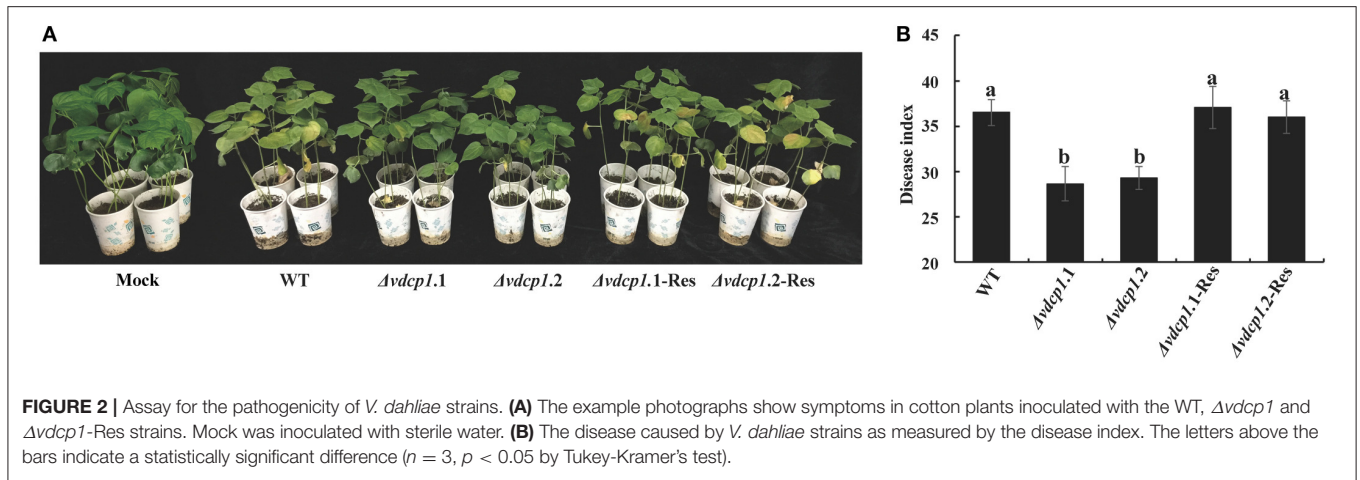 A
Mock
WT
Δvdcp1.1
Δvdcp1.2
Δvdcp1.1-Res
Δvdcp1.2-Res
B
Disease index
45
40
35
30
25
20
a
b
b
a
a
WT
Δvdcp1.1
Δvdcp1.2
Δvdcp1.1-Res
Δvdcp1.2-Res
FIGURE 2 | Assay for the pathogenicity of V. dahliae strains. (A) The example photographs show symptoms in cotton plants inoculated with the WT, Δvdcp1 and
Δvdcp1-Res strains. Mock was inoculated with sterile water. (B) The disease caused by V. dahliae strains as measured by the disease index. The letters above the
bars indicate a statistically significant difference (n = 3, p < 0.05 by Tukey-Kramer's test).